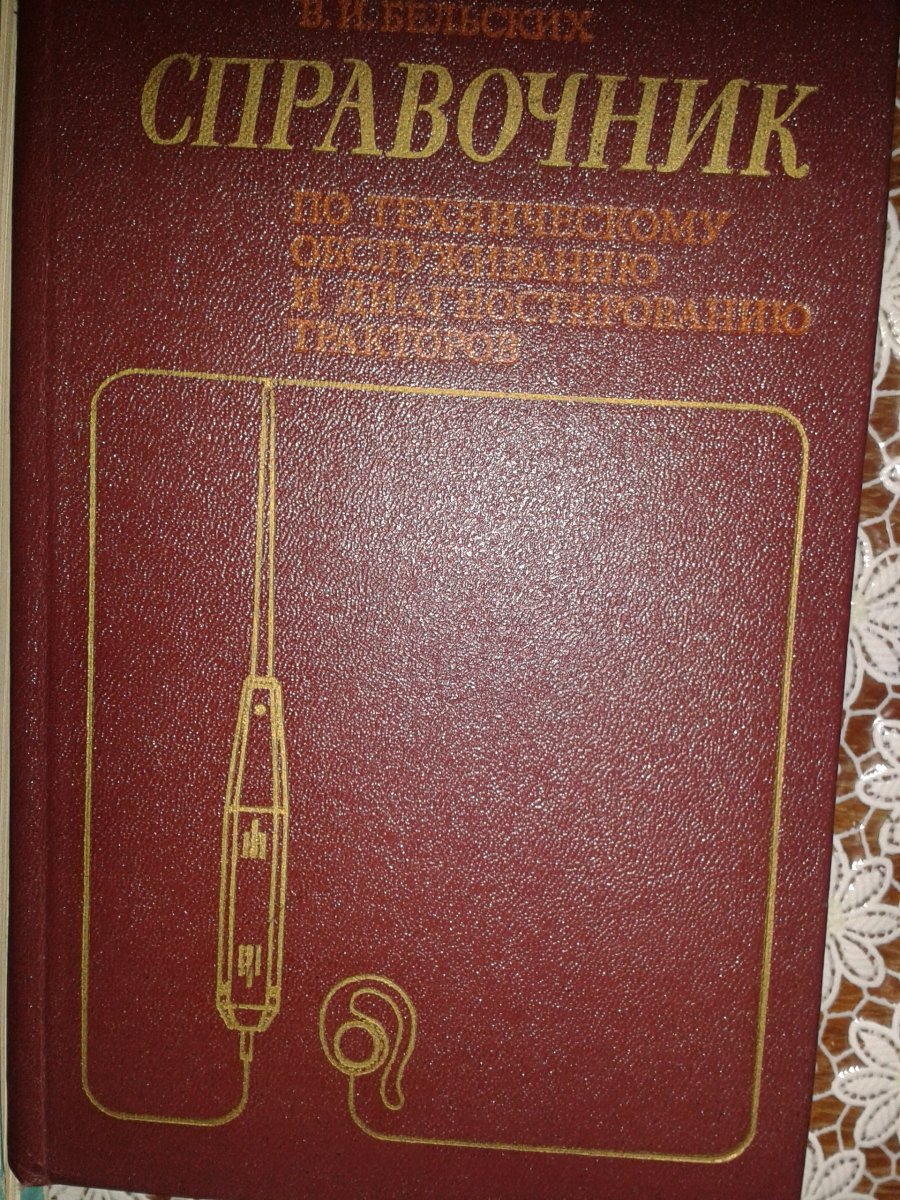 В. И. БЕЛЬСКИХ
СПРАВОЧНИК
ПО ТЕХНИЧЕСКОМУ
ОБСЛУЖИВАНИЮ
И ДИАГНОСТИРОВАНИЮ
ТРАКТОРОВ